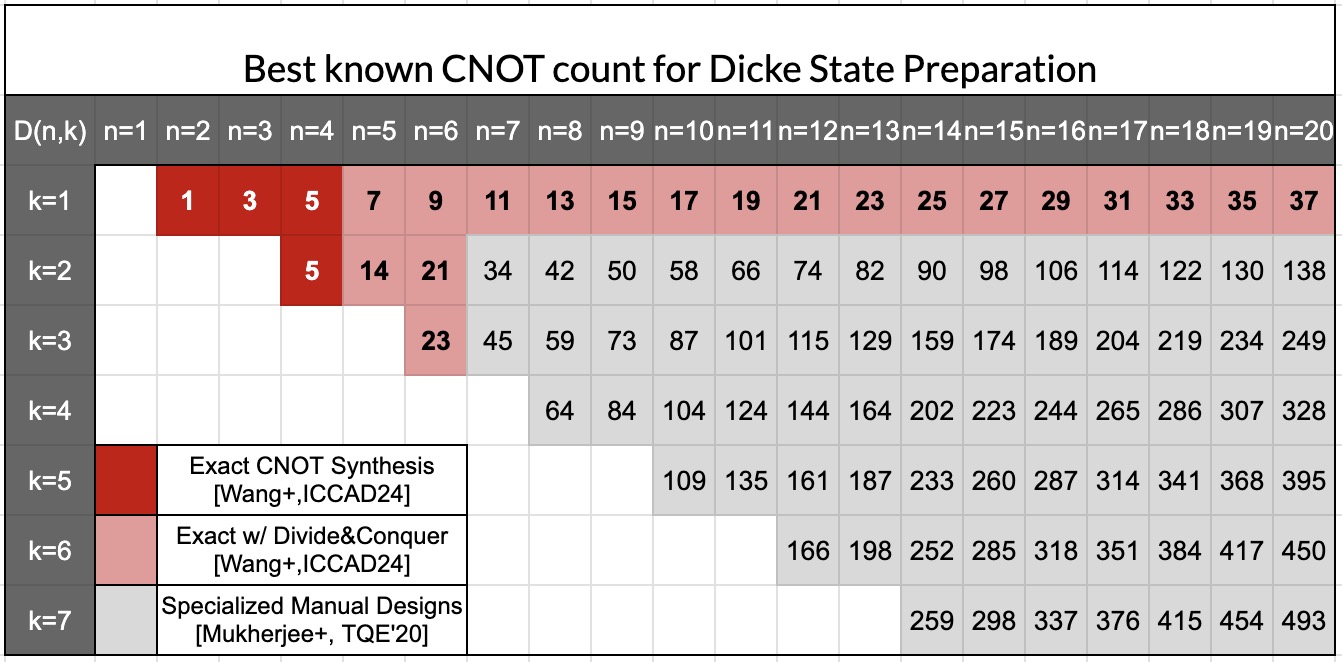 Best known CNOT count for Dicke State Preparation
D(n,k) n=1 n=2 n=3 n=4 n=5 n=6 n=7 n=8 n=9 n=10 n=11 n=12 n=13 n=14 n=15 n=16 n=17 n=18 n=19 n=20
k=1 1 3 5 7 9 11 13 15 17 19 21 23 25 27 29 31 33 35 37
k=2 5 14 21 34 42 50 58 66 74 82 90 98 106 114 122 130 138
k=3 23 45 59 73 87 101 115 129 159 174 189 204 219 234 249
k=4 64 84 104 124 144 164 202 223 244 265 286 307 328
k=5 109 135 161 187 233 260 287 314 341 368 395
k=6 166 198 252 285 318 351 384 417 450
k=7 259 298 337 376 415 454 493
Exact CNOT Synthesis
[Wang+,ICCAD24]
Exact w/ Divide&Conquer
[Wang+,ICCAD24]
Specialized Manual Designs
[Mukherjee+, TQE'20]